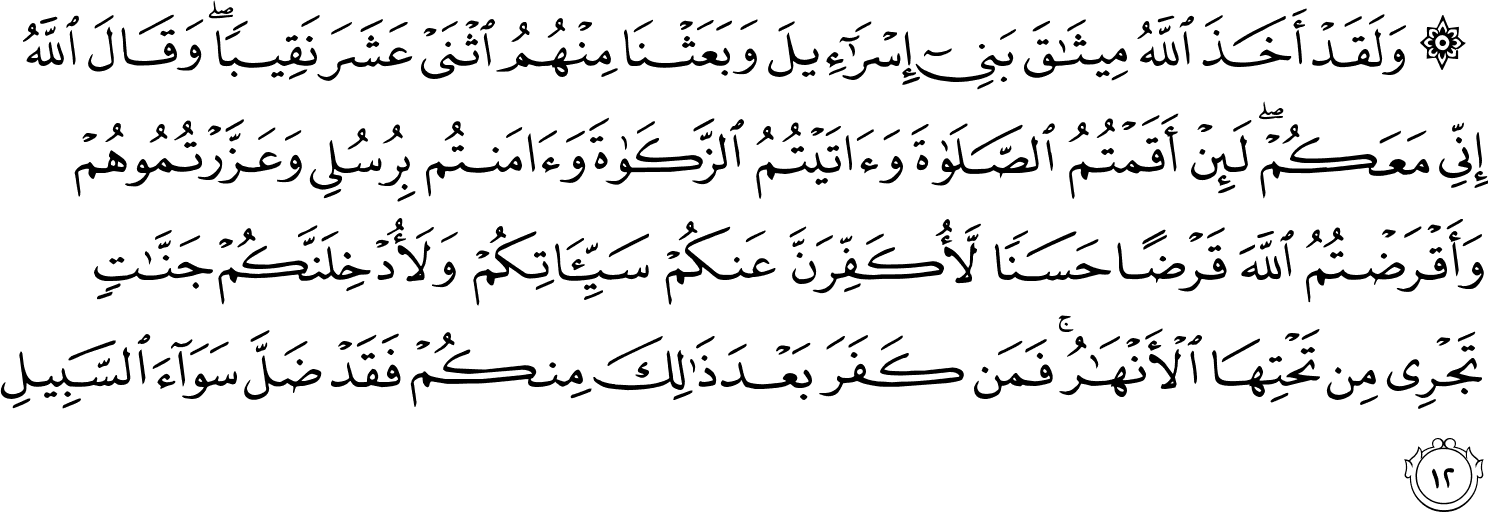 ۞ وَلَقَدْ أَخَذَ ٱللَّهُ مِيثَـٰقَ بَنِىٓ إِسْرَٰٓءِيلَ وَبَعَثْنَا مِنْهُمُ ٱثْنَىْ عَشَرَ نَقِيبًا ۖ وَقَالَ ٱللَّهُ
إِنِّى مَعَكُمْ ۖ لَئِنْ أَقَمْتُمُ ٱلصَّلَوٰةَ وَءَاتَيْتُمُ ٱلزَّكَوٰةَ وَءَامَنتُم بِرُسُلِى وَعَزَّرْتُمُوهُمْ
وَأَقْرَضْتُمُ ٱللَّهَ قَرْضًا حَسَنًا لَّأُكَفِّرَنَّ عَنكُمْ سَيِّـَٔاتِكُمْ وَلَأُدْخِلَنَّكُمْ جَنَّـٰتٍ
تَجْرِى مِن تَحْتِهَا ٱلْأَنْهَـٰرُ ۚ فَمَن كَفَرَ بَعْدَ ذَٰلِكَ مِنكُمْ فَقَدْ ضَلَّ سَوَآءَ ٱلسَّبِيلِ
١٢